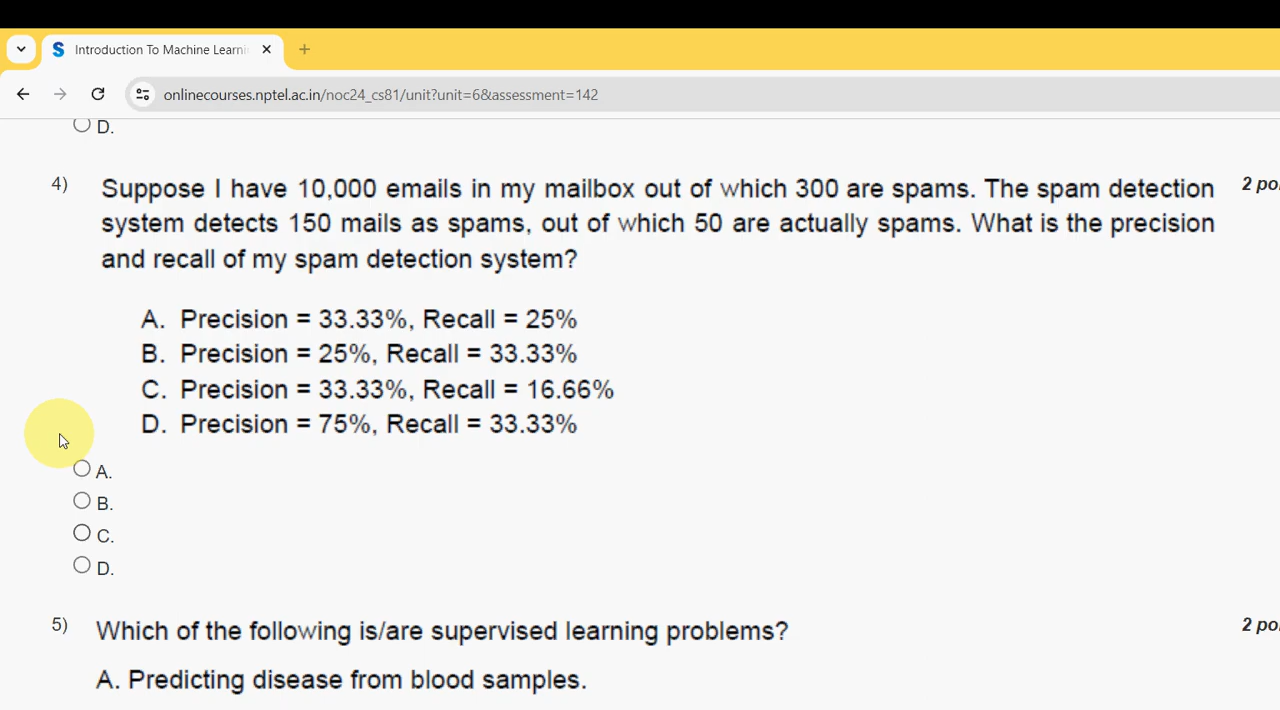 Introduction To Machine Learni
onlinecourses.nptel.ac.in/noc24_cs81/unit?unit=6&assessment=142
D.
4) Suppose I have 10,000 emails in my mailbox out of which 300 are spams. The spam detection 2 po
system detects 150 mails as spams, out of which 50 are actually spams. What is the precision
and recall of my spam detection system?
A. Precision = 33.33%, Recall = 25%
B. Precision = 25%, Recall = 33.33%
C. Precision = 33.33%, Recall = 16.66%
D. Precision = 75%, Recall = 33.33%
A.
B.
C.
D.
5) Which of the following is/are supervised learning problems? 2 po
A. Predicting disease from blood samples.